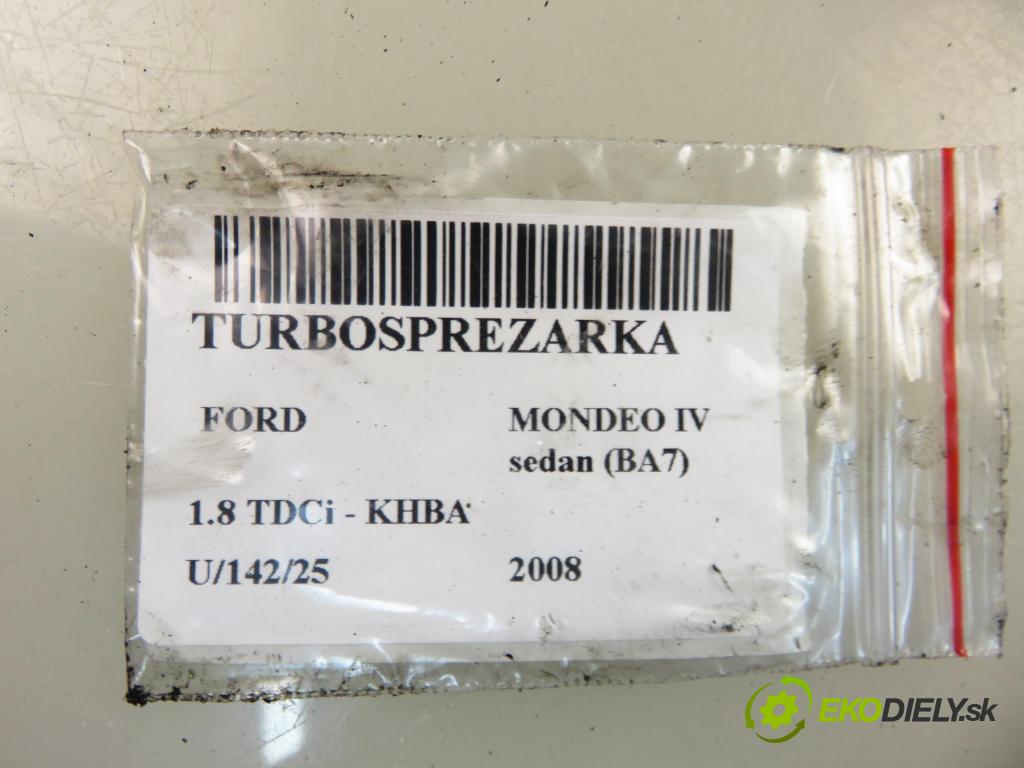 TURBOSPREZARKA
FORD
MONDEO IV
sedan (BA7)
1.8 TDCi - KHBA
U/142/25
2008
EKODIELY.sk